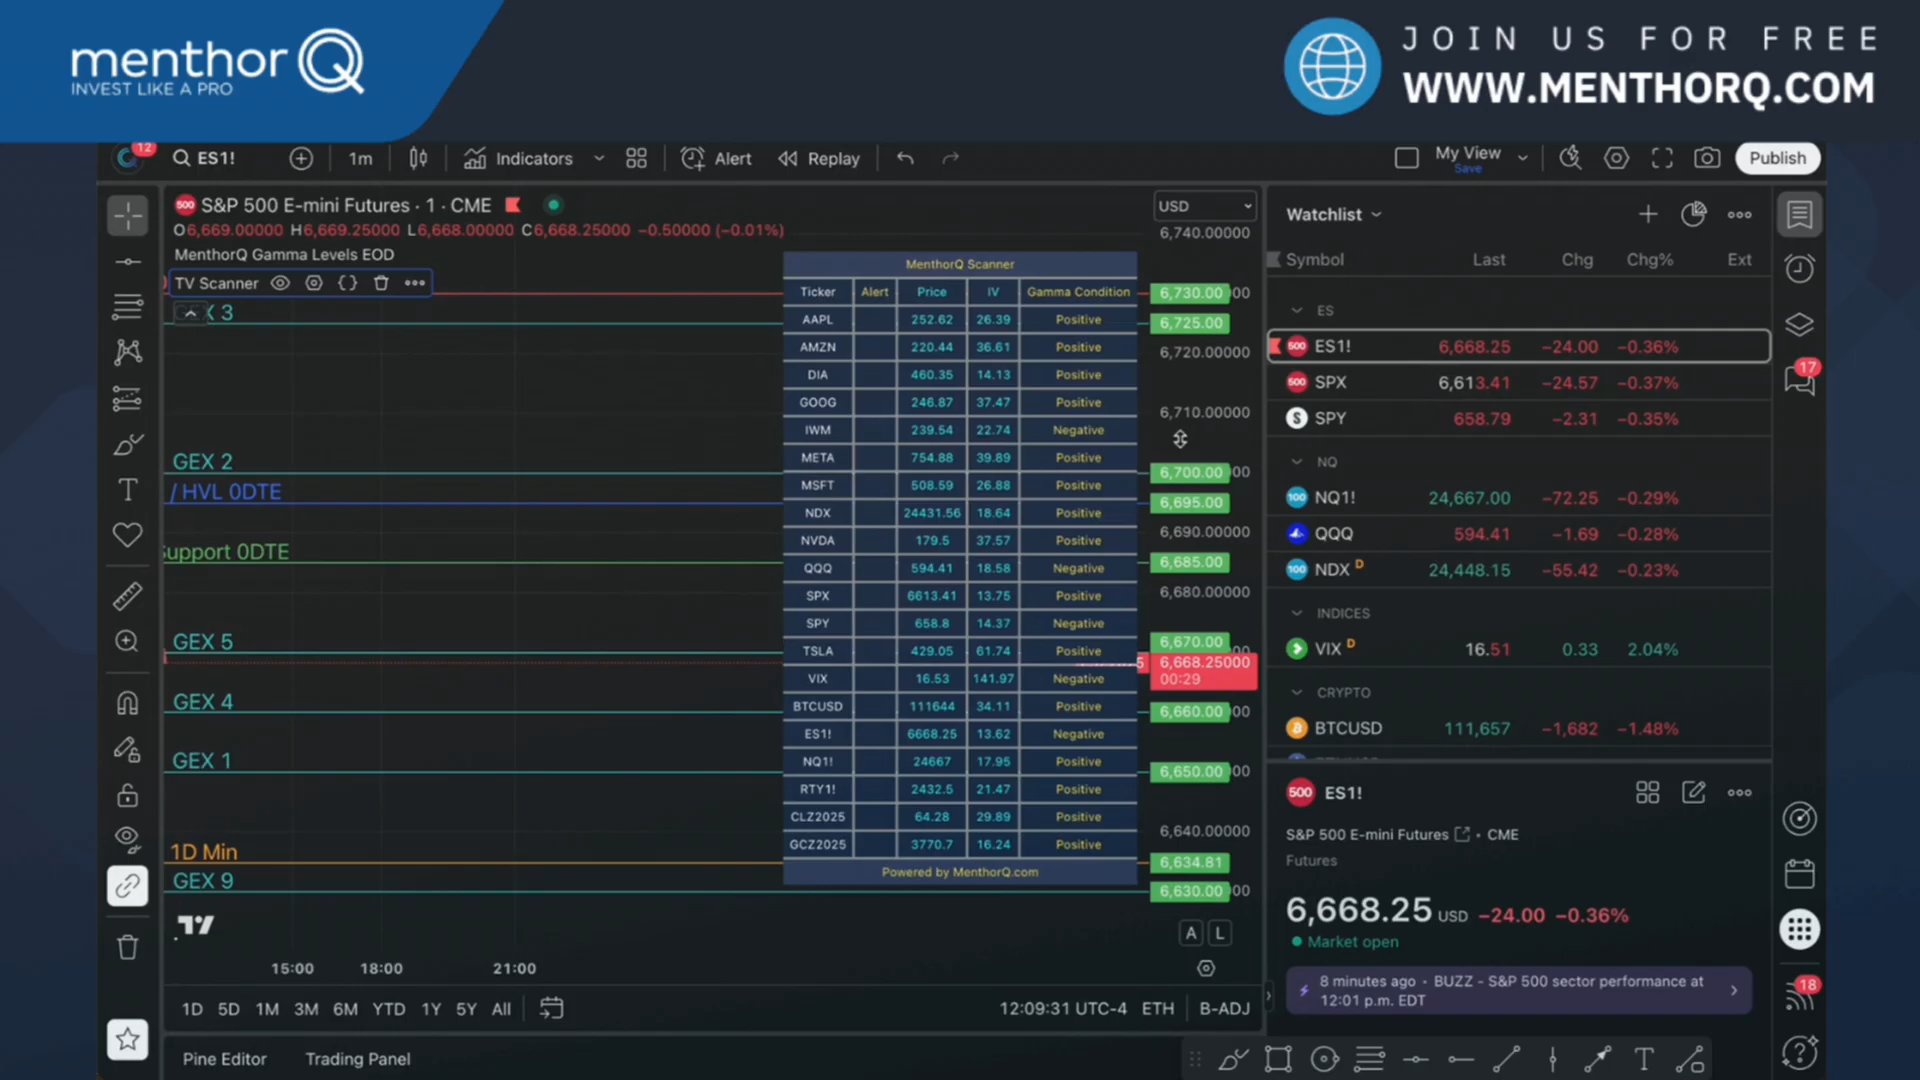 menthorQ
INVEST LIKE A PRO
JOIN US FOR FREE
WWW.MENTHORQ.COM
12
ES1!
1m
Indicators
Alert
Replay
My View
Save
Publish
S&P 500 E-mini Futures · 1 · CME
O6,669.00000 H6,669.25000 L6,668.00000 C6,668.25000 −0.50000 (−0.01%)
MenthorQ Gamma Levels EOD
TV Scanner
GEX 2
/ HVL 0DTE
Support 0DTE
GEX 5
GEX 4
GEX 1
1D Min
GEX 9
MenthorQ Scanner
Ticker Alert Price IV Gamma Condition
AAPL 252.62 26.39 Positive
AMZN 220.44 36.61 Positive
DIA 460.35 14.13 Positive
GOOG 246.87 37.47 Positive
IWM 239.54 22.74 Negative
META 754.88 39.89 Positive
MSFT 508.59 26.88 Positive
NDX 24431.56 18.64 Positive
NVDA 179.5 37.57 Positive
QQQ 594.41 18.58 Negative
SPX 6613.41 13.75 Positive
SPY 658.8 14.37 Negative
TSLA 429.05 61.74 Positive
VIX 16.53 141.97 Negative
BTCUSD 111644 34.11 Positive
ES1! 6668.25 13.62 Negative
NQ1! 24667 17.95 Positive
RTY1! 2432.5 21.47 Positive
CLZ2025 64.28 29.89 Positive
GCZ2025 3770.7 16.24 Positive
Powered by MenthorQ.com
USD
6,740.00000
6,730.00
6,725.00
6,720.00000
6,710.00000
6,700.00
6,695.00
6,690.00000
6,685.00
6,680.00000
6,670.00
6,668.25000
00:29
6,660.00
6,650.00
6,640.00000
6,634.81
6,630.00
A L
15:00 18:00 21:00
1D 5D 1M 3M 6M YTD 1Y 5Y All
12:09:31 UTC-4 ETH B-ADJ
Pine Editor Trading Panel
Watchlist
Symbol Last Chg Chg% Ext
ES
500 ES1! 6,668.25 −24.00 −0.36%
500 SPX 6,613.41 −24.57 −0.37%
SPY 658.79 −2.31 −0.35%
NQ
100 NQ1! 24,667.00 −72.25 −0.29%
QQQ 594.41 −1.69 −0.28%
100 NDX D 24,448.15 −55.42 −0.23%
INDICES
VIX D 16.51 0.33 2.04%
CRYPTO
BTCUSD 111,657 −1,682 −1.48%
500 ES1!
S&P 500 E-mini Futures · CME
Futures
6,668.25 USD −24.00 −0.36%
Market open
8 minutes ago · BUZZ - S&P 500 sector performance at
12:01 p.m. EDT
17
18